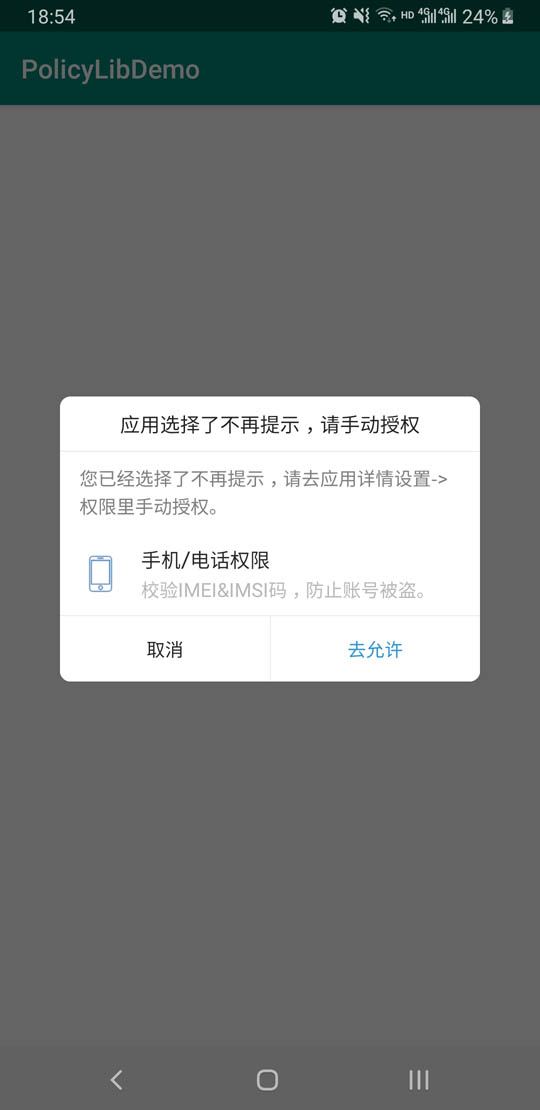 18:54
HD 4G 4G 24%
PolicyLibDemo
应用选择了不再提示，请手动授权
您已经选择了不再提示，请去应用详情设置->
权限里手动授权。
手机/电话权限
校验IMEI&IMSI码，防止账号被盗。
取消
去允许